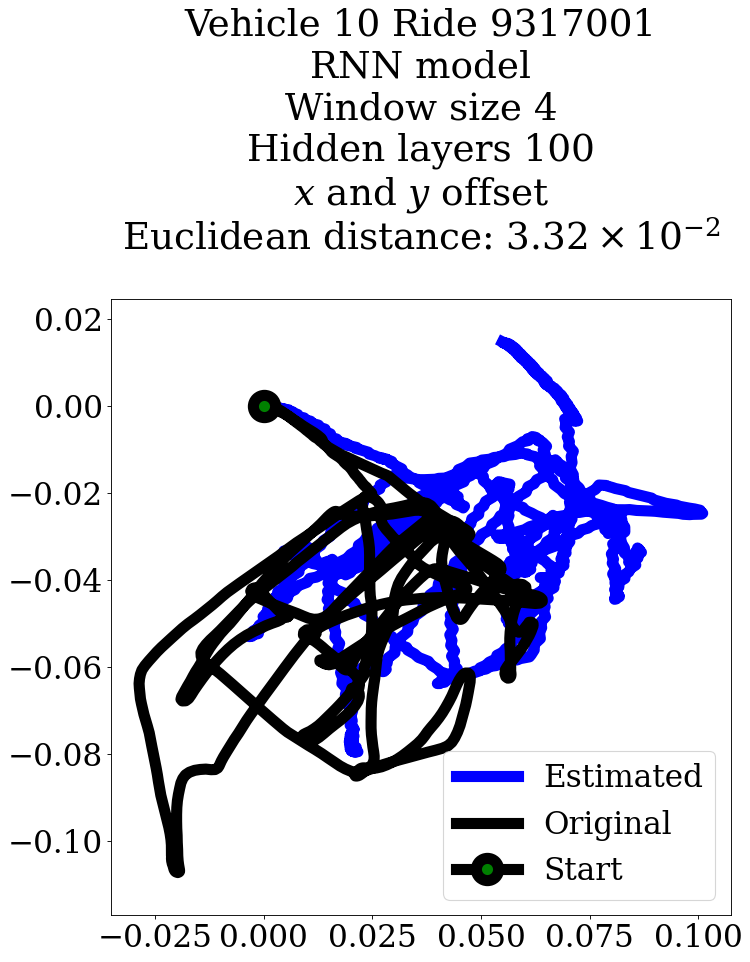 Vehicle 10 Ride 9317001
RNN model
Window size 4
Hidden layers 100
x and y offset
Euclidean distance: 3.32 × 10⁻²
0.02
0.00
−0.02
−0.04
−0.06
−0.08
−0.10
Estimated
Original
Start
−0.025 0.000 0.025 0.050 0.075 0.100